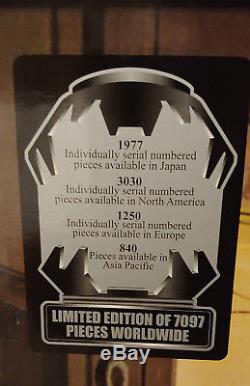 1977
Individually serial numbered
pieces available in Japan
3030
Individually serial numbered
pieces available in North America
1250
Individually serial numbered
pieces available in Europe
840
Pieces available in
Asia Pacific
LIMITED EDITION OF 7097
PIECES WORLDWIDE